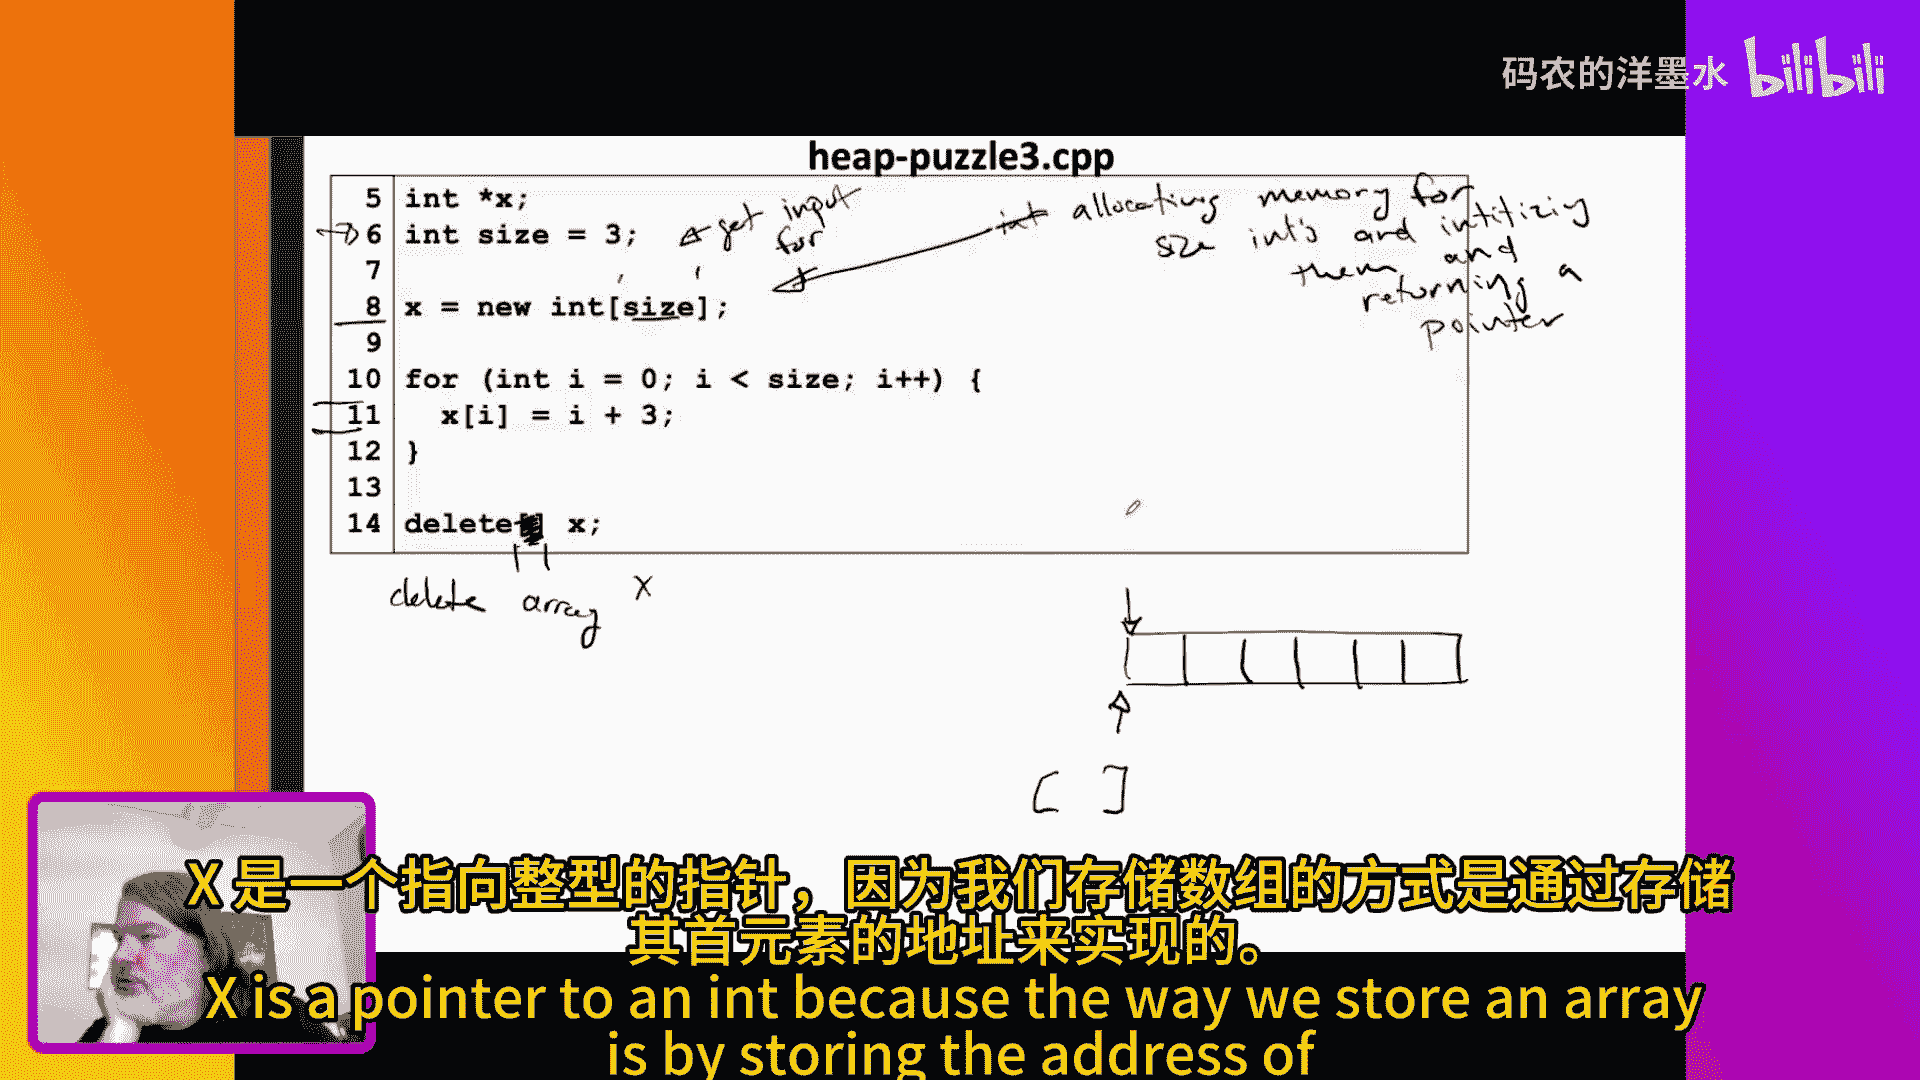 码农的洋墨水 bilibili
heap-puzzle3.cpp
5 int *x;
6 int size = 3;
get input
for
int allocating memory for
size int's and intitiziy
them and
returning a
pointer
7
8 x = new int[size];
9
10 for (int i = 0; i < size; i++) {
11 x[i] = i + 3;
12 }
13
14 delete[] x;
delete array x
[ ]
X 是一个指向整型的指针，因为我们存储数组的方式是通过存储
其首元素的地址来实现的。
X is a pointer to an int because the way we store an array
is by storing the address of